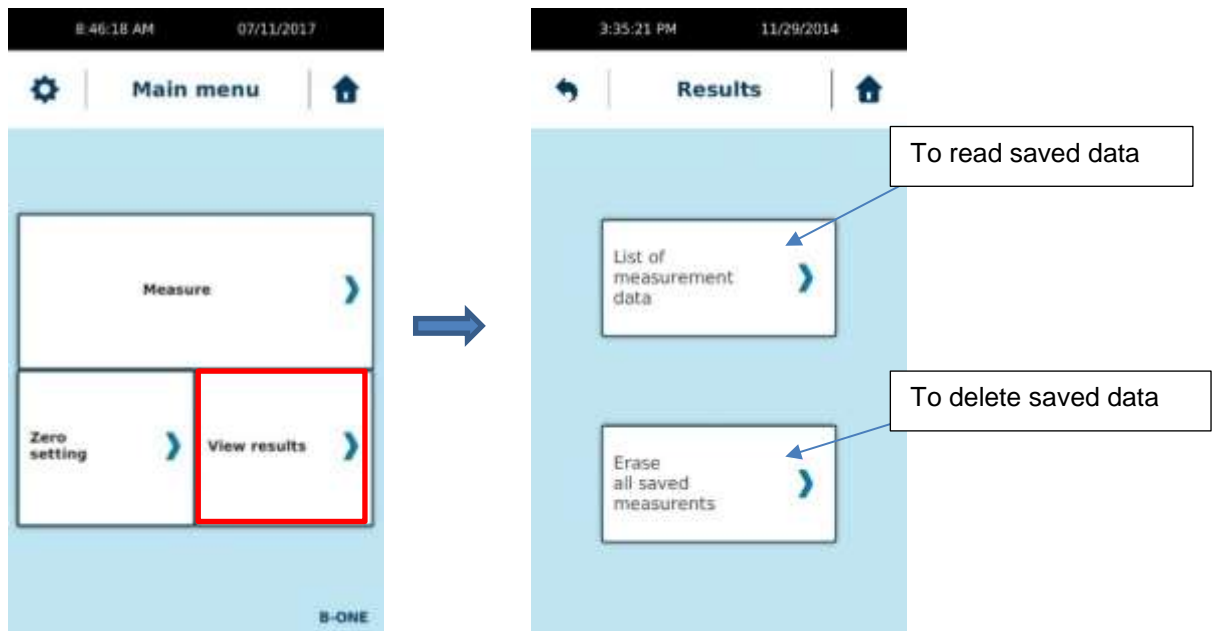 8:46:18 AM 07/11/2017
Main menu
Measure
Zero
setting
View results
B-ONE
3:35:21 PM 11/29/2014
Results
List of
measurement
data
Erase
all saved
measurents
To read saved data
To delete saved data